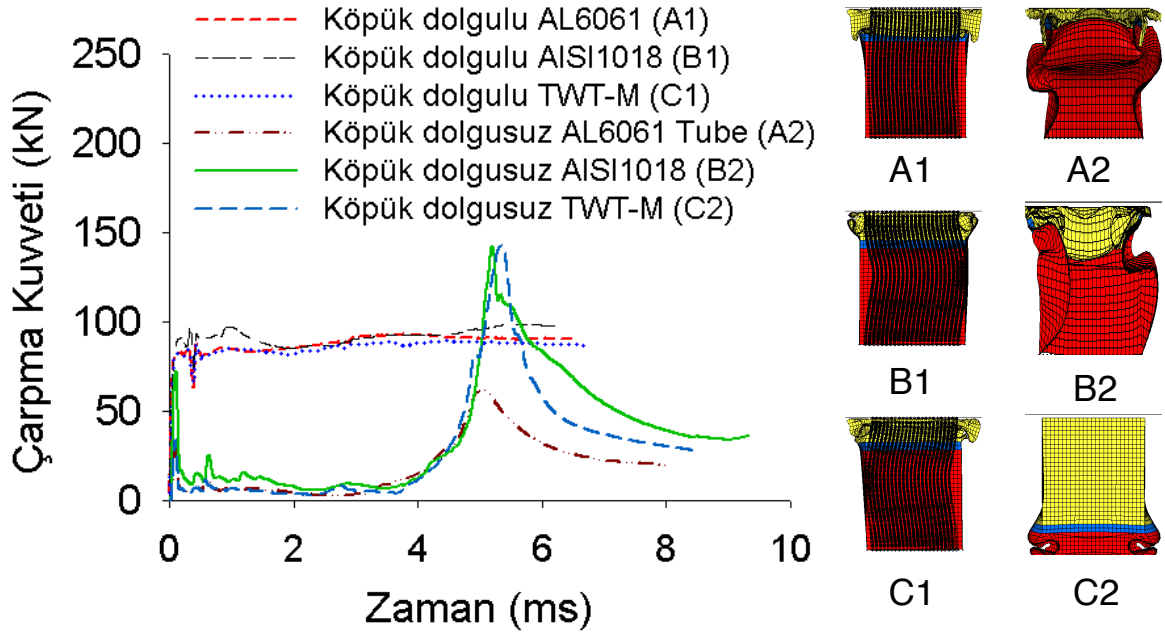 Köpük dolgulu AL6061 (A1)
Köpük dolgulu AISI1018 (B1)
Köpük dolgulu TWT-M (C1)
Köpük dolgusuz AL6061 Tube (A2)
Köpük dolgusuz AISI1018 (B2)
Köpük dolgusuz TWT-M (C2)
Çarpma Kuvveti (kN)
250
200
150
100
50
0
0 2 4 6 8 10
Zaman (ms)
A1 A2
B1 B2
C1 C2